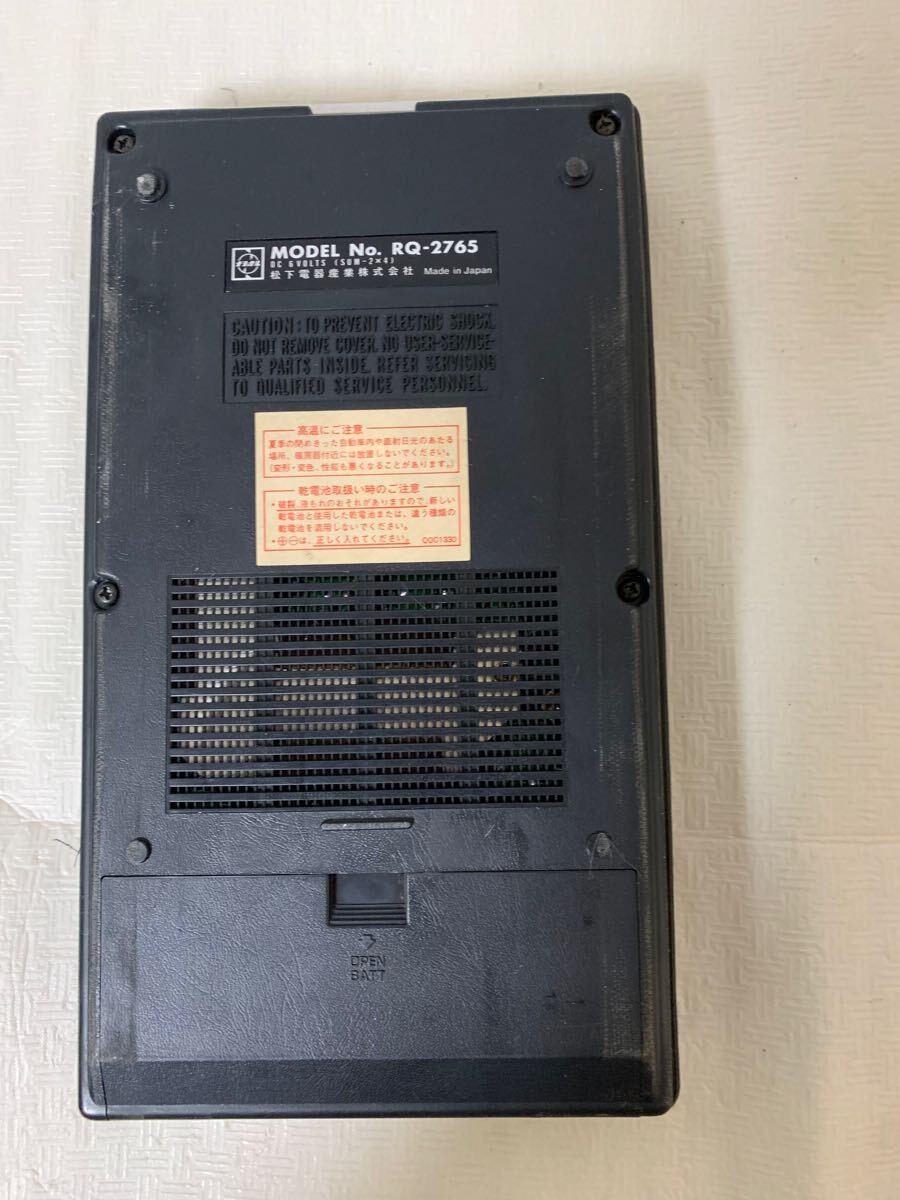 ナショナル
MODEL No. RQ-2765
DC 6VOLTS (SUM-2×4)
松下電器産業株式会社 Made in Japan
CAUTION: TO PREVENT ELECTRIC SHOCK,
DO NOT REMOVE COVER. NO USER-SERVICE-
ABLE PARTS INSIDE. REFER SERVICING
TO QUALIFIED SERVICE PERSONNEL.
高温にご注意
夏季の閉めきった自動車内や直射日光のあたる
場所、暖房器付近には放置しないでください。
(変形・変色、性能も悪くなることがあります。)
乾電池取扱い時のご注意
・破裂、液もれのおそれがありますので、新しい
乾電池と使用した乾電池または、違う種類の
乾電池を混用しないでください。
・⊕⊖は、正しく入れてください。 QQC1330
OPEN
BATT